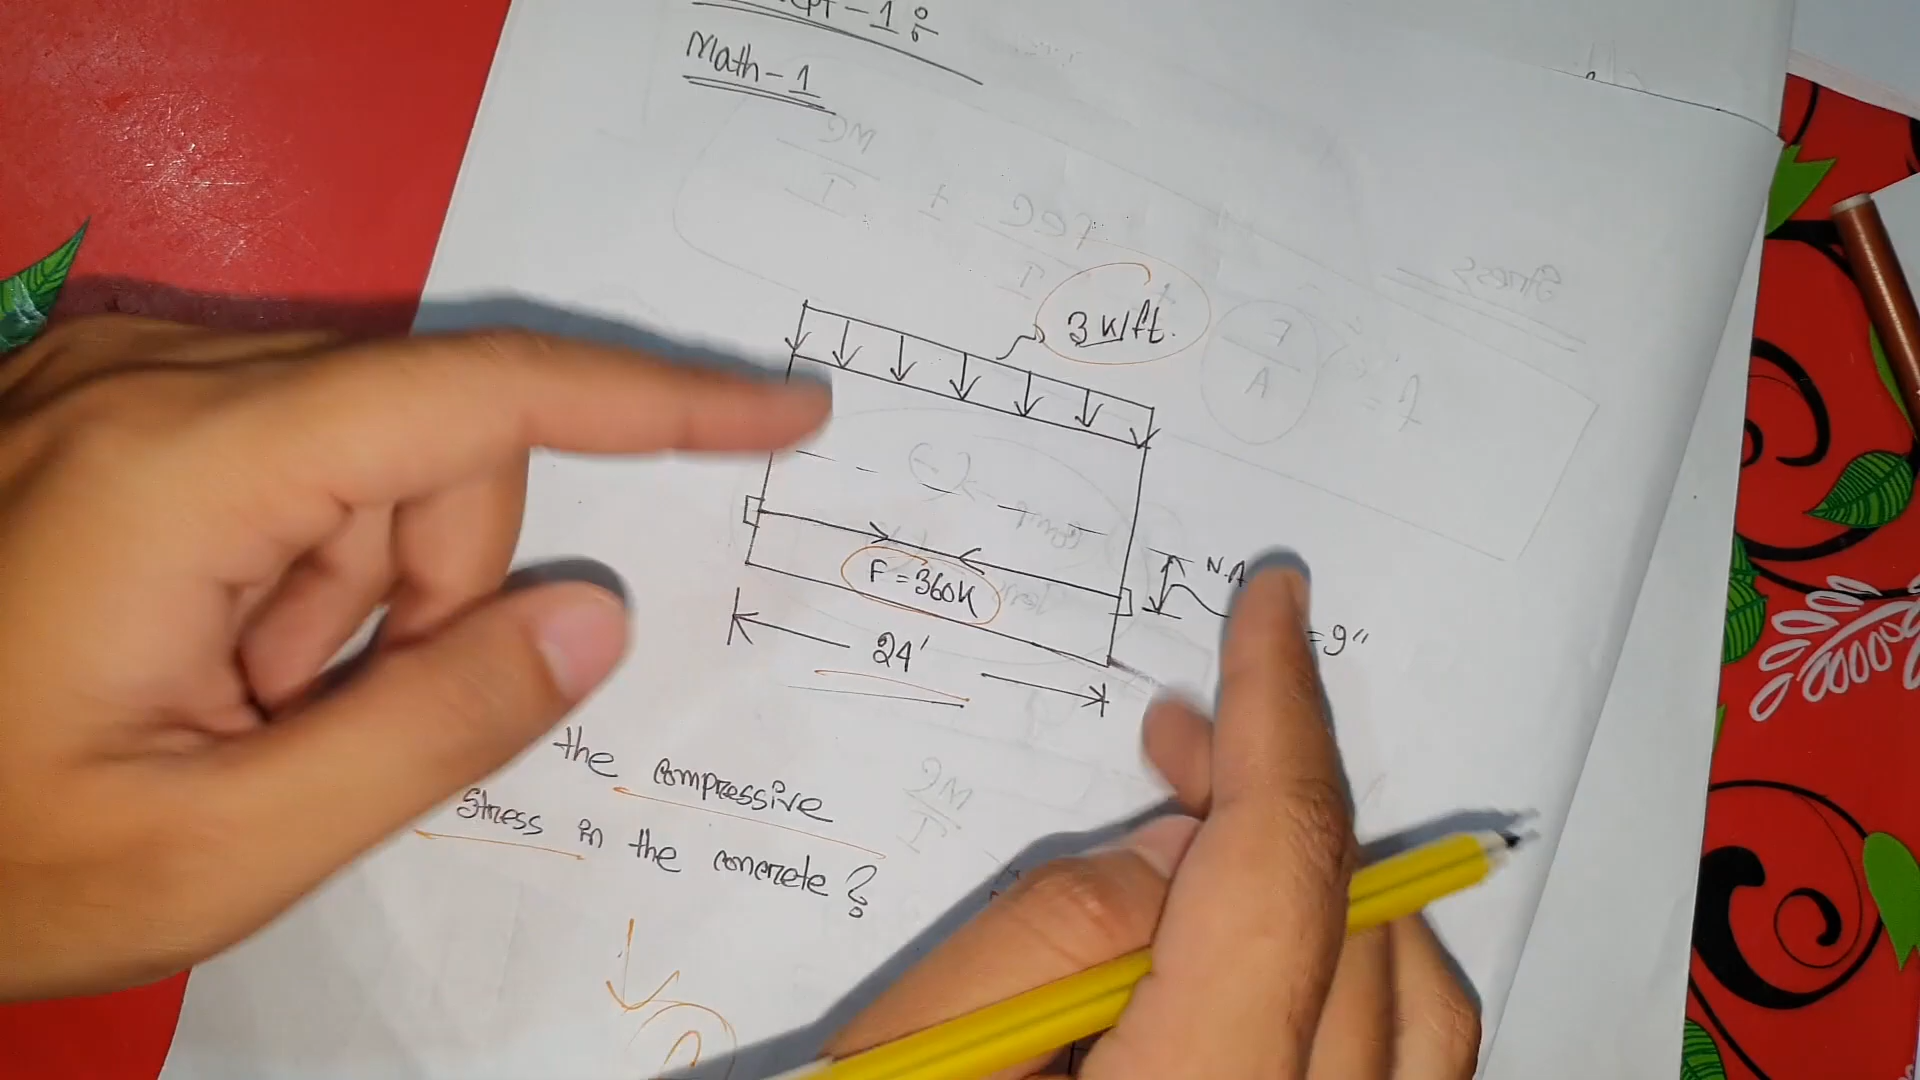 Math-1
3 k/ft.
N.A
F = 360k
= 9"
24'
the compressive
stress in the concrete?